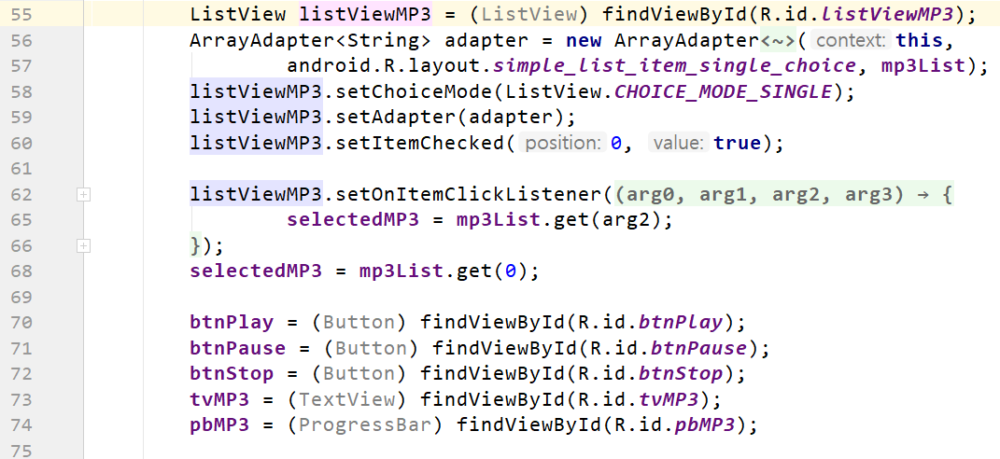 55 ListView listViewMP3 = (ListView) findViewById(R.id.listViewMP3);
56 ArrayAdapter<String> adapter = new ArrayAdapter<~>( context: this,
57 android.R.layout.simple_list_item_single_choice, mp3List);
58 listViewMP3.setChoiceMode(ListView.CHOICE_MODE_SINGLE);
59 listViewMP3.setAdapter(adapter);
60 listViewMP3.setItemChecked( position: 0, value: true);
61
62 listViewMP3.setOnItemClickListener((arg0, arg1, arg2, arg3) → {
65 selectedMP3 = mp3List.get(arg2);
66 });
68 selectedMP3 = mp3List.get(0);
69
70 btnPlay = (Button) findViewById(R.id.btnPlay);
71 btnPause = (Button) findViewById(R.id.btnPause);
72 btnStop = (Button) findViewById(R.id.btnStop);
73 tvMP3 = (TextView) findViewById(R.id.tvMP3);
74 pbMP3 = (ProgressBar) findViewById(R.id.pbMP3);
75